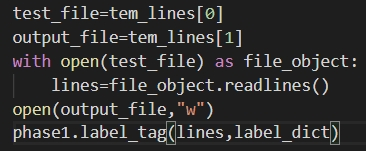 test_file=tem_lines[0]
output_file=tem_lines[1]
with open(test_file) as file_object:
    lines=file_object.readlines()
open(output_file,"w")
phase1.label_tag(lines,label_dict)